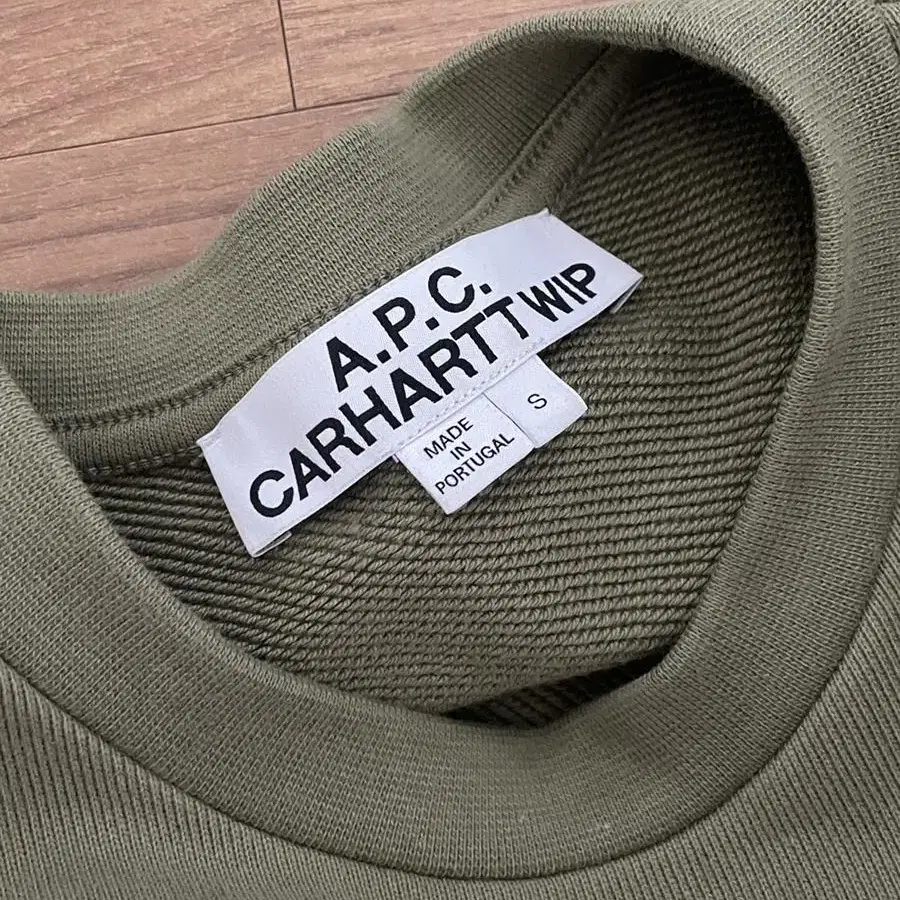 A.P.C.
CARHARTT WIP
S
MADE
IN
PORTUGAL